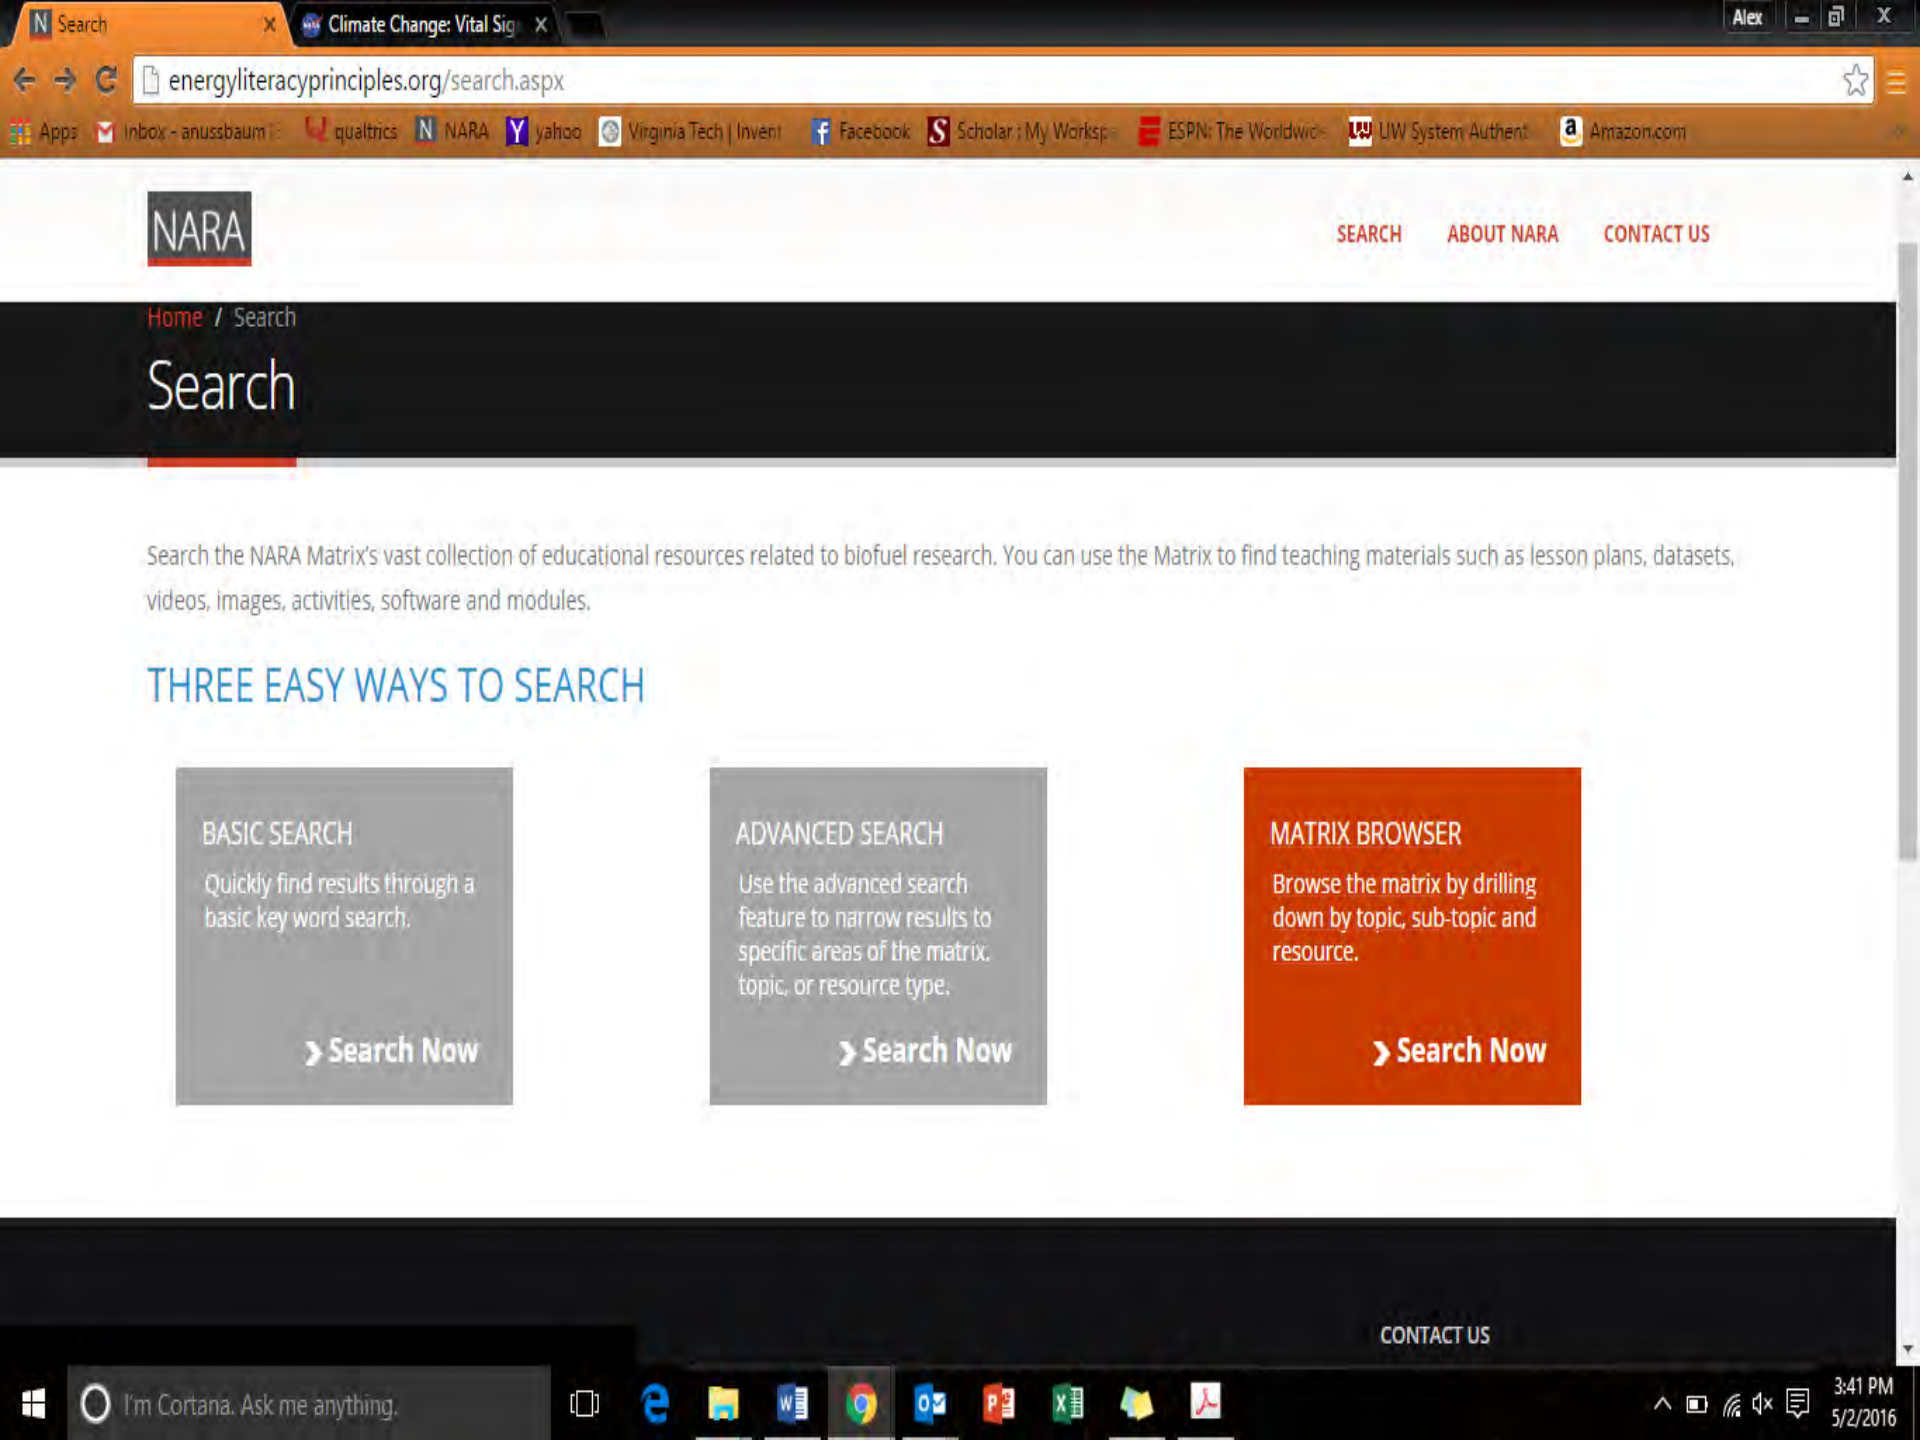 N Search
Climate Change: Vital Sig
Alex
energyliteracyprinciples.org/search.aspx
Apps
Inbox - anussbaum
qualtrics
N NARA
Y yahoo
Virginia Tech | Invent
f Facebook
S Scholar : My Worksp
ESPN: The Worldwid
UW System Authent
a Amazon.com
NARA
SEARCH ABOUT NARA CONTACT US
Home / Search
Search
Search the NARA Matrix's vast collection of educational resources related to biofuel research. You can use the Matrix to find teaching materials such as lesson plans, datasets,
videos, images, activities, software and modules.
THREE EASY WAYS TO SEARCH
BASIC SEARCH
Quickly find results through a
basic key word search.
❯ Search Now
ADVANCED SEARCH
Use the advanced search
feature to narrow results to
specific areas of the matrix,
topic, or resource type.
❯ Search Now
MATRIX BROWSER
Browse the matrix by drilling
down by topic, sub-topic and
resource.
❯ Search Now
CONTACT US
I'm Cortana. Ask me anything.
3:41 PM
5/2/2016